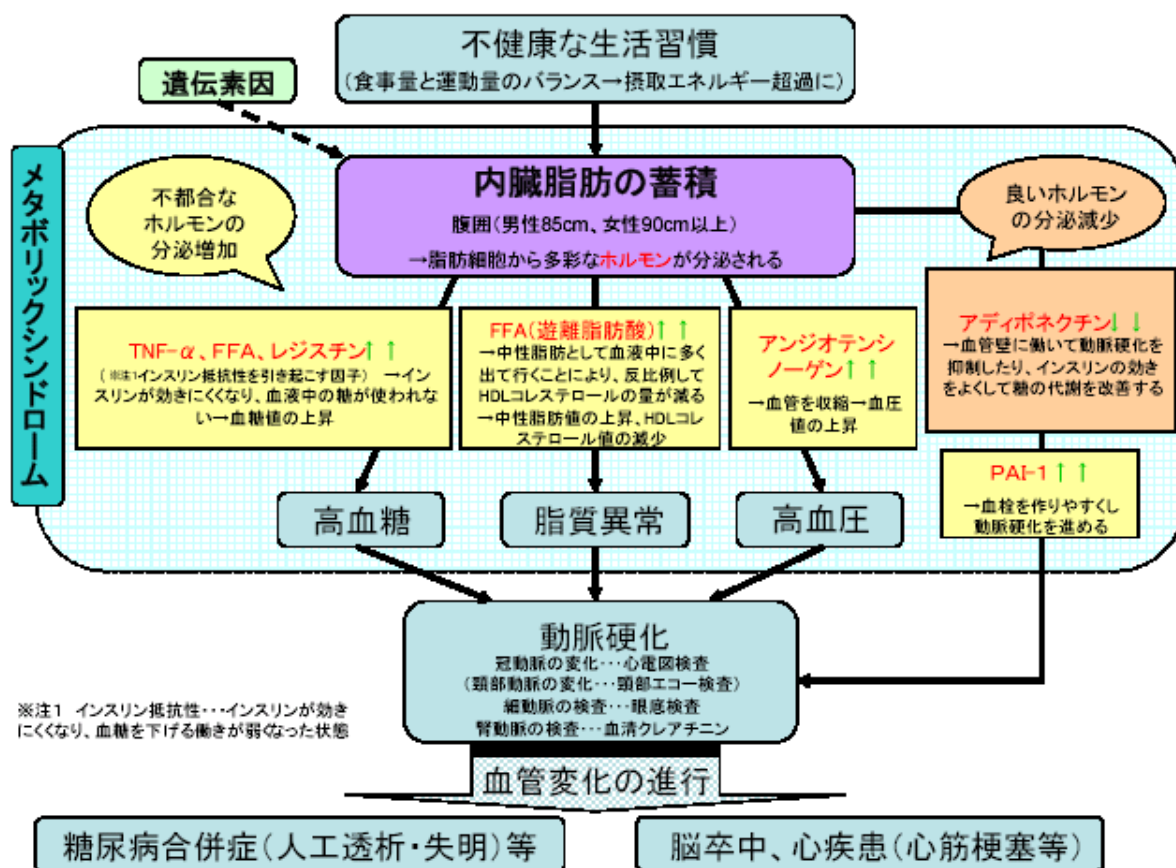 不健康な生活習慣
(食事量と運動量のバランス→摂取エネルギー超過に)
遺伝素因
メタボリックシンドローム
内臓脂肪の蓄積
腹囲(男性85cm、女性90cm以上)
→脂肪細胞から多彩なホルモンが分泌される
不都合な
ホルモンの
分泌増加
良いホルモン
の分泌減少
TNF-α、FFA、レジスチン↑↑
(※注1インスリン抵抗性を引き起こす因子) →イン
スリンが効きにくくなり、血液中の糖が使われな
い→血糖値の上昇
FFA(遊離脂肪酸)↑↑
→中性脂肪として血液中に多く
出て行くことにより、反比例して
HDLコレステロールの量が減る
→中性脂肪値の上昇、HDLコレ
ステロール値の減少
アンジオテンシ
ノーゲン↑↑
→血管を収縮→血圧
値の上昇
アディポネクチン↓↓
→血管壁に働いて動脈硬化を
抑制したり、インスリンの効き
をよくして糖の代謝を改善する
PAI-1↑↑
→血栓を作りやすくし
動脈硬化を進める
高血糖
脂質異常
高血圧
動脈硬化
冠動脈の変化・・・心電図検査
(頸部動脈の変化・・・頸部エコー検査)
細動脈の検査・・・眼底検査
腎動脈の検査・・・血清クレアチニン
※注1 インスリン抵抗性・・・インスリンが効き
にくくなり、血糖を下げる働きが弱くなった状態
血管変化の進行
糖尿病合併症(人工透析・失明)等
脳卒中、心疾患(心筋梗塞等)